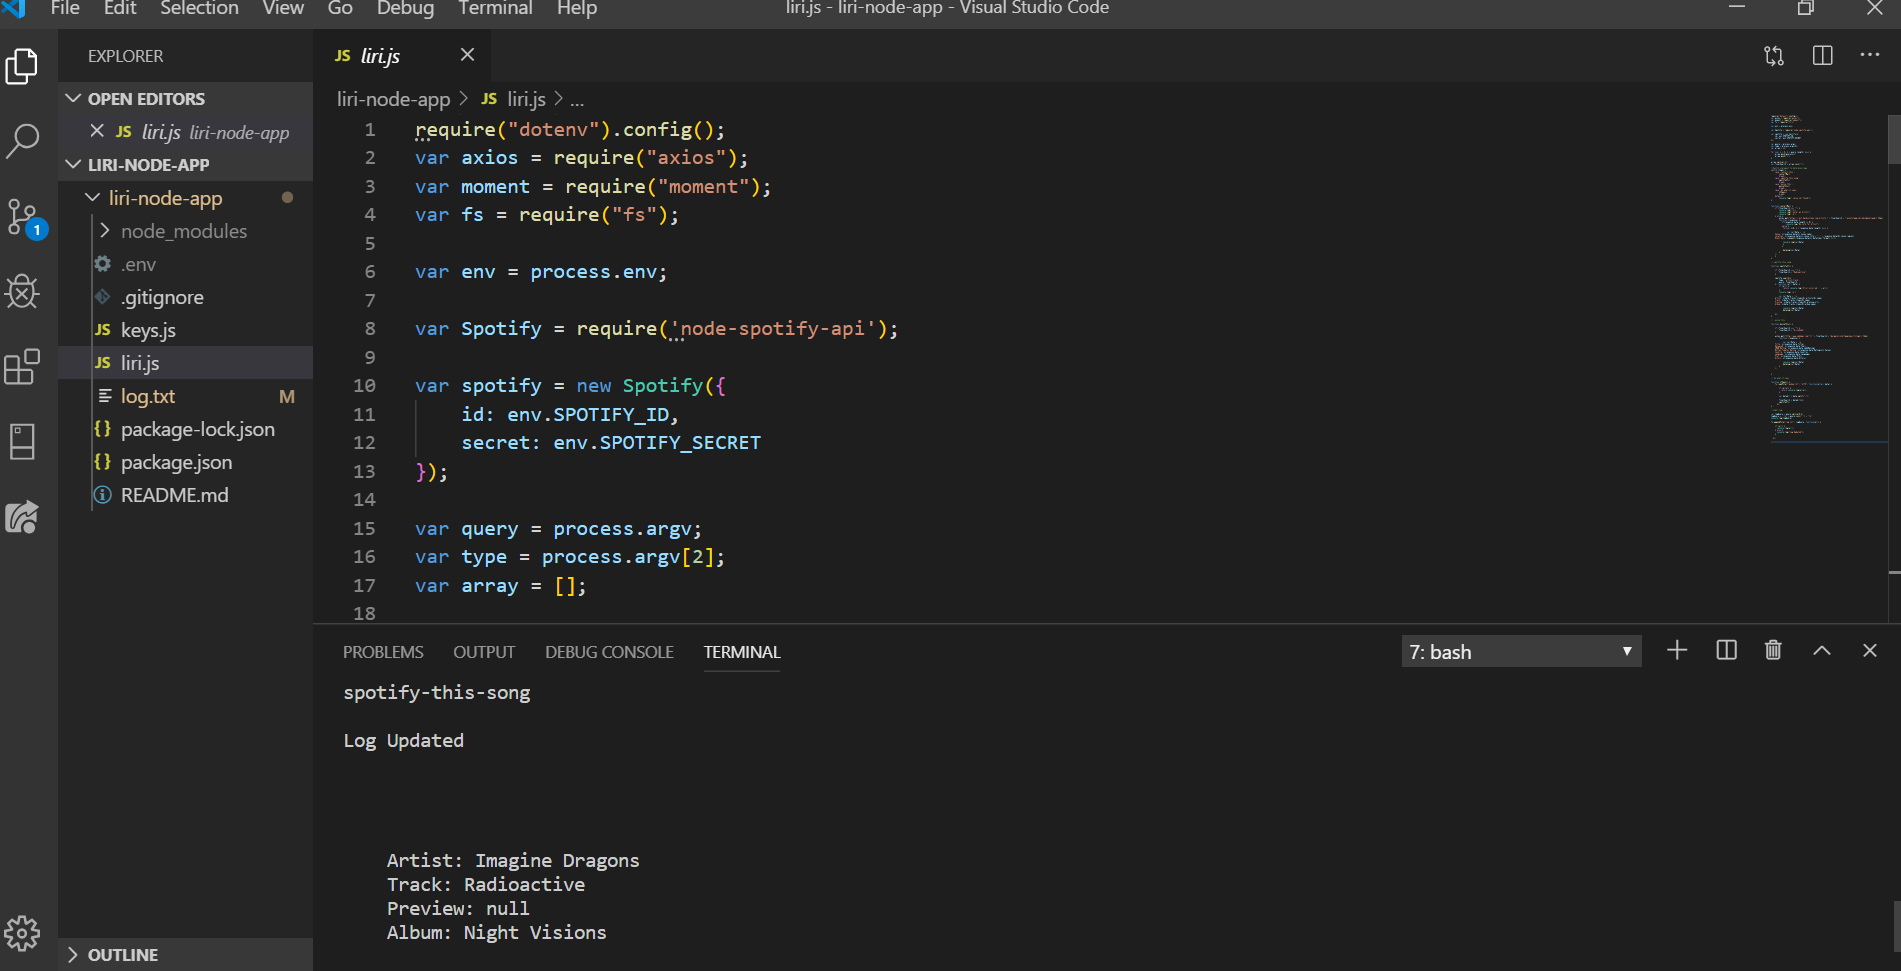 File Edit Selection View Go Debug Terminal Help
liri.js - liri-node-app - Visual Studio Code
EXPLORER
OPEN EDITORS
JS liri.js liri-node-app
LIRI-NODE-APP
liri-node-app
node_modules
.env
.gitignore
JS keys.js
JS liri.js
log.txt M
{} package-lock.json
{} package.json
README.md
OUTLINE
1
JS liri.js
liri-node-app > JS liri.js > ...
1 require("dotenv").config();
2 var axios = require("axios");
3 var moment = require("moment");
4 var fs = require("fs");
5
6 var env = process.env;
7
8 var Spotify = require('node-spotify-api');
9
10 var spotify = new Spotify({
11 id: env.SPOTIFY_ID,
12 secret: env.SPOTIFY_SECRET
13 });
14
15 var query = process.argv;
16 var type = process.argv[2];
17 var array = [];
18
PROBLEMS OUTPUT DEBUG CONSOLE TERMINAL
7: bash
spotify-this-song
Log Updated
Artist: Imagine Dragons
Track: Radioactive
Preview: null
Album: Night Visions